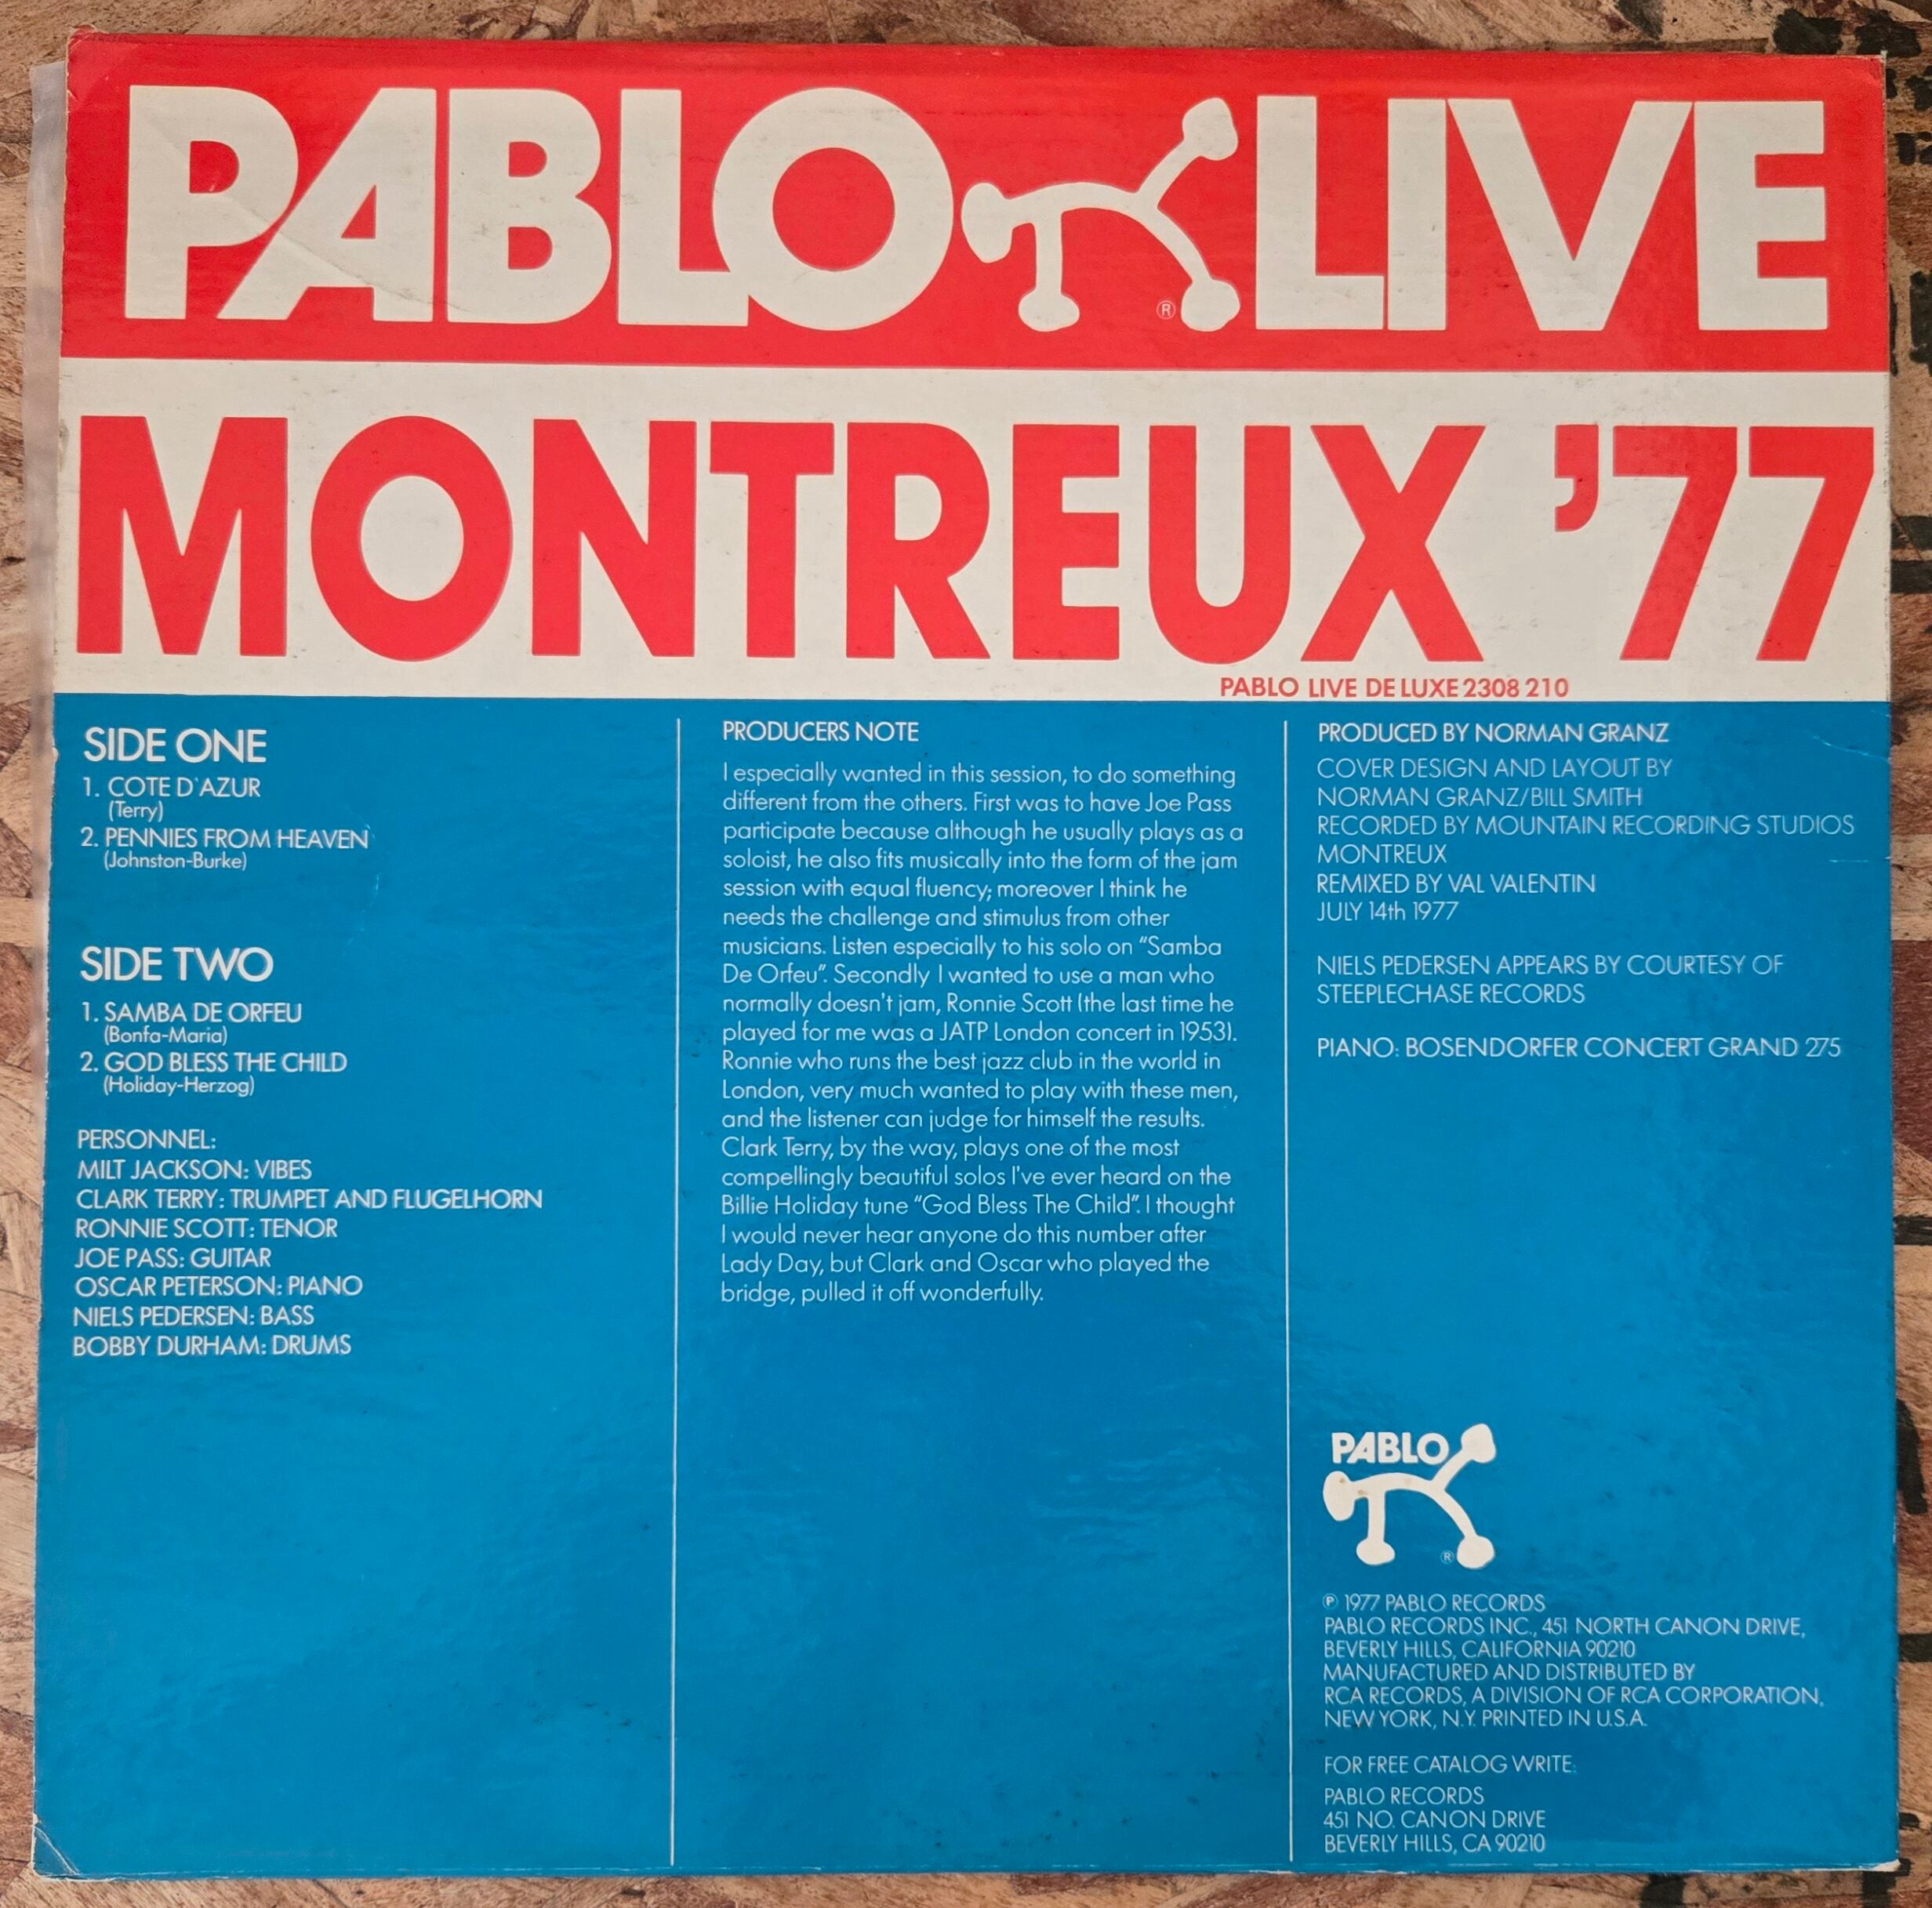 PABLO LIVE
®
MONTREUX '77
PABLO LIVE DE LUXE 2308 210
SIDE ONE
1. COTE D'AZUR
(Terry)
2. PENNIES FROM HEAVEN
(Johnston-Burke)
SIDE TWO
1. SAMBA DE ORFEU
(Bonfa-Maria)
2. GOD BLESS THE CHILD
(Holiday-Herzog)
PERSONNEL:
MILT JACKSON: VIBES
CLARK TERRY: TRUMPET AND FLUGELHORN
RONNIE SCOTT: TENOR
JOE PASS: GUITAR
OSCAR PETERSON: PIANO
NIELS PEDERSEN: BASS
BOBBY DURHAM: DRUMS
PRODUCERS NOTE
I especially wanted in this session, to do something
different from the others. First was to have Joe Pass
participate because although he usually plays as a
soloist, he also fits musically into the form of the jam
session with equal fluency; moreover I think he
needs the challenge and stimulus from other
musicians. Listen especially to his solo on “Samba
De Orfeu”. Secondly I wanted to use a man who
normally doesn't jam, Ronnie Scott (the last time he
played for me was a JATP London concert in 1953).
Ronnie who runs the best jazz club in the world in
London, very much wanted to play with these men,
and the listener can judge for himself the results.
Clark Terry, by the way, plays one of the most
compellingly beautiful solos I've ever heard on the
Billie Holiday tune “God Bless The Child”. I thought
I would never hear anyone do this number after
Lady Day, but Clark and Oscar who played the
bridge, pulled it off wonderfully.
PRODUCED BY NORMAN GRANZ
COVER DESIGN AND LAYOUT BY
NORMAN GRANZ/BILL SMITH
RECORDED BY MOUNTAIN RECORDING STUDIOS
MONTREUX
REMIXED BY VAL VALENTIN
JULY 14th 1977
NIELS PEDERSEN APPEARS BY COURTESY OF
STEEPLECHASE RECORDS
PIANO: BOSENDORFER CONCERT GRAND 275
PABLO
®
℗ 1977 PABLO RECORDS
PABLO RECORDS INC., 451 NORTH CANON DRIVE,
BEVERLY HILLS, CALIFORNIA 90210
MANUFACTURED AND DISTRIBUTED BY
RCA RECORDS, A DIVISION OF RCA CORPORATION,
NEW YORK, N.Y. PRINTED IN U.S.A.
FOR FREE CATALOG WRITE:
PABLO RECORDS
451 NO. CANON DRIVE
BEVERLY HILLS, CA 90210